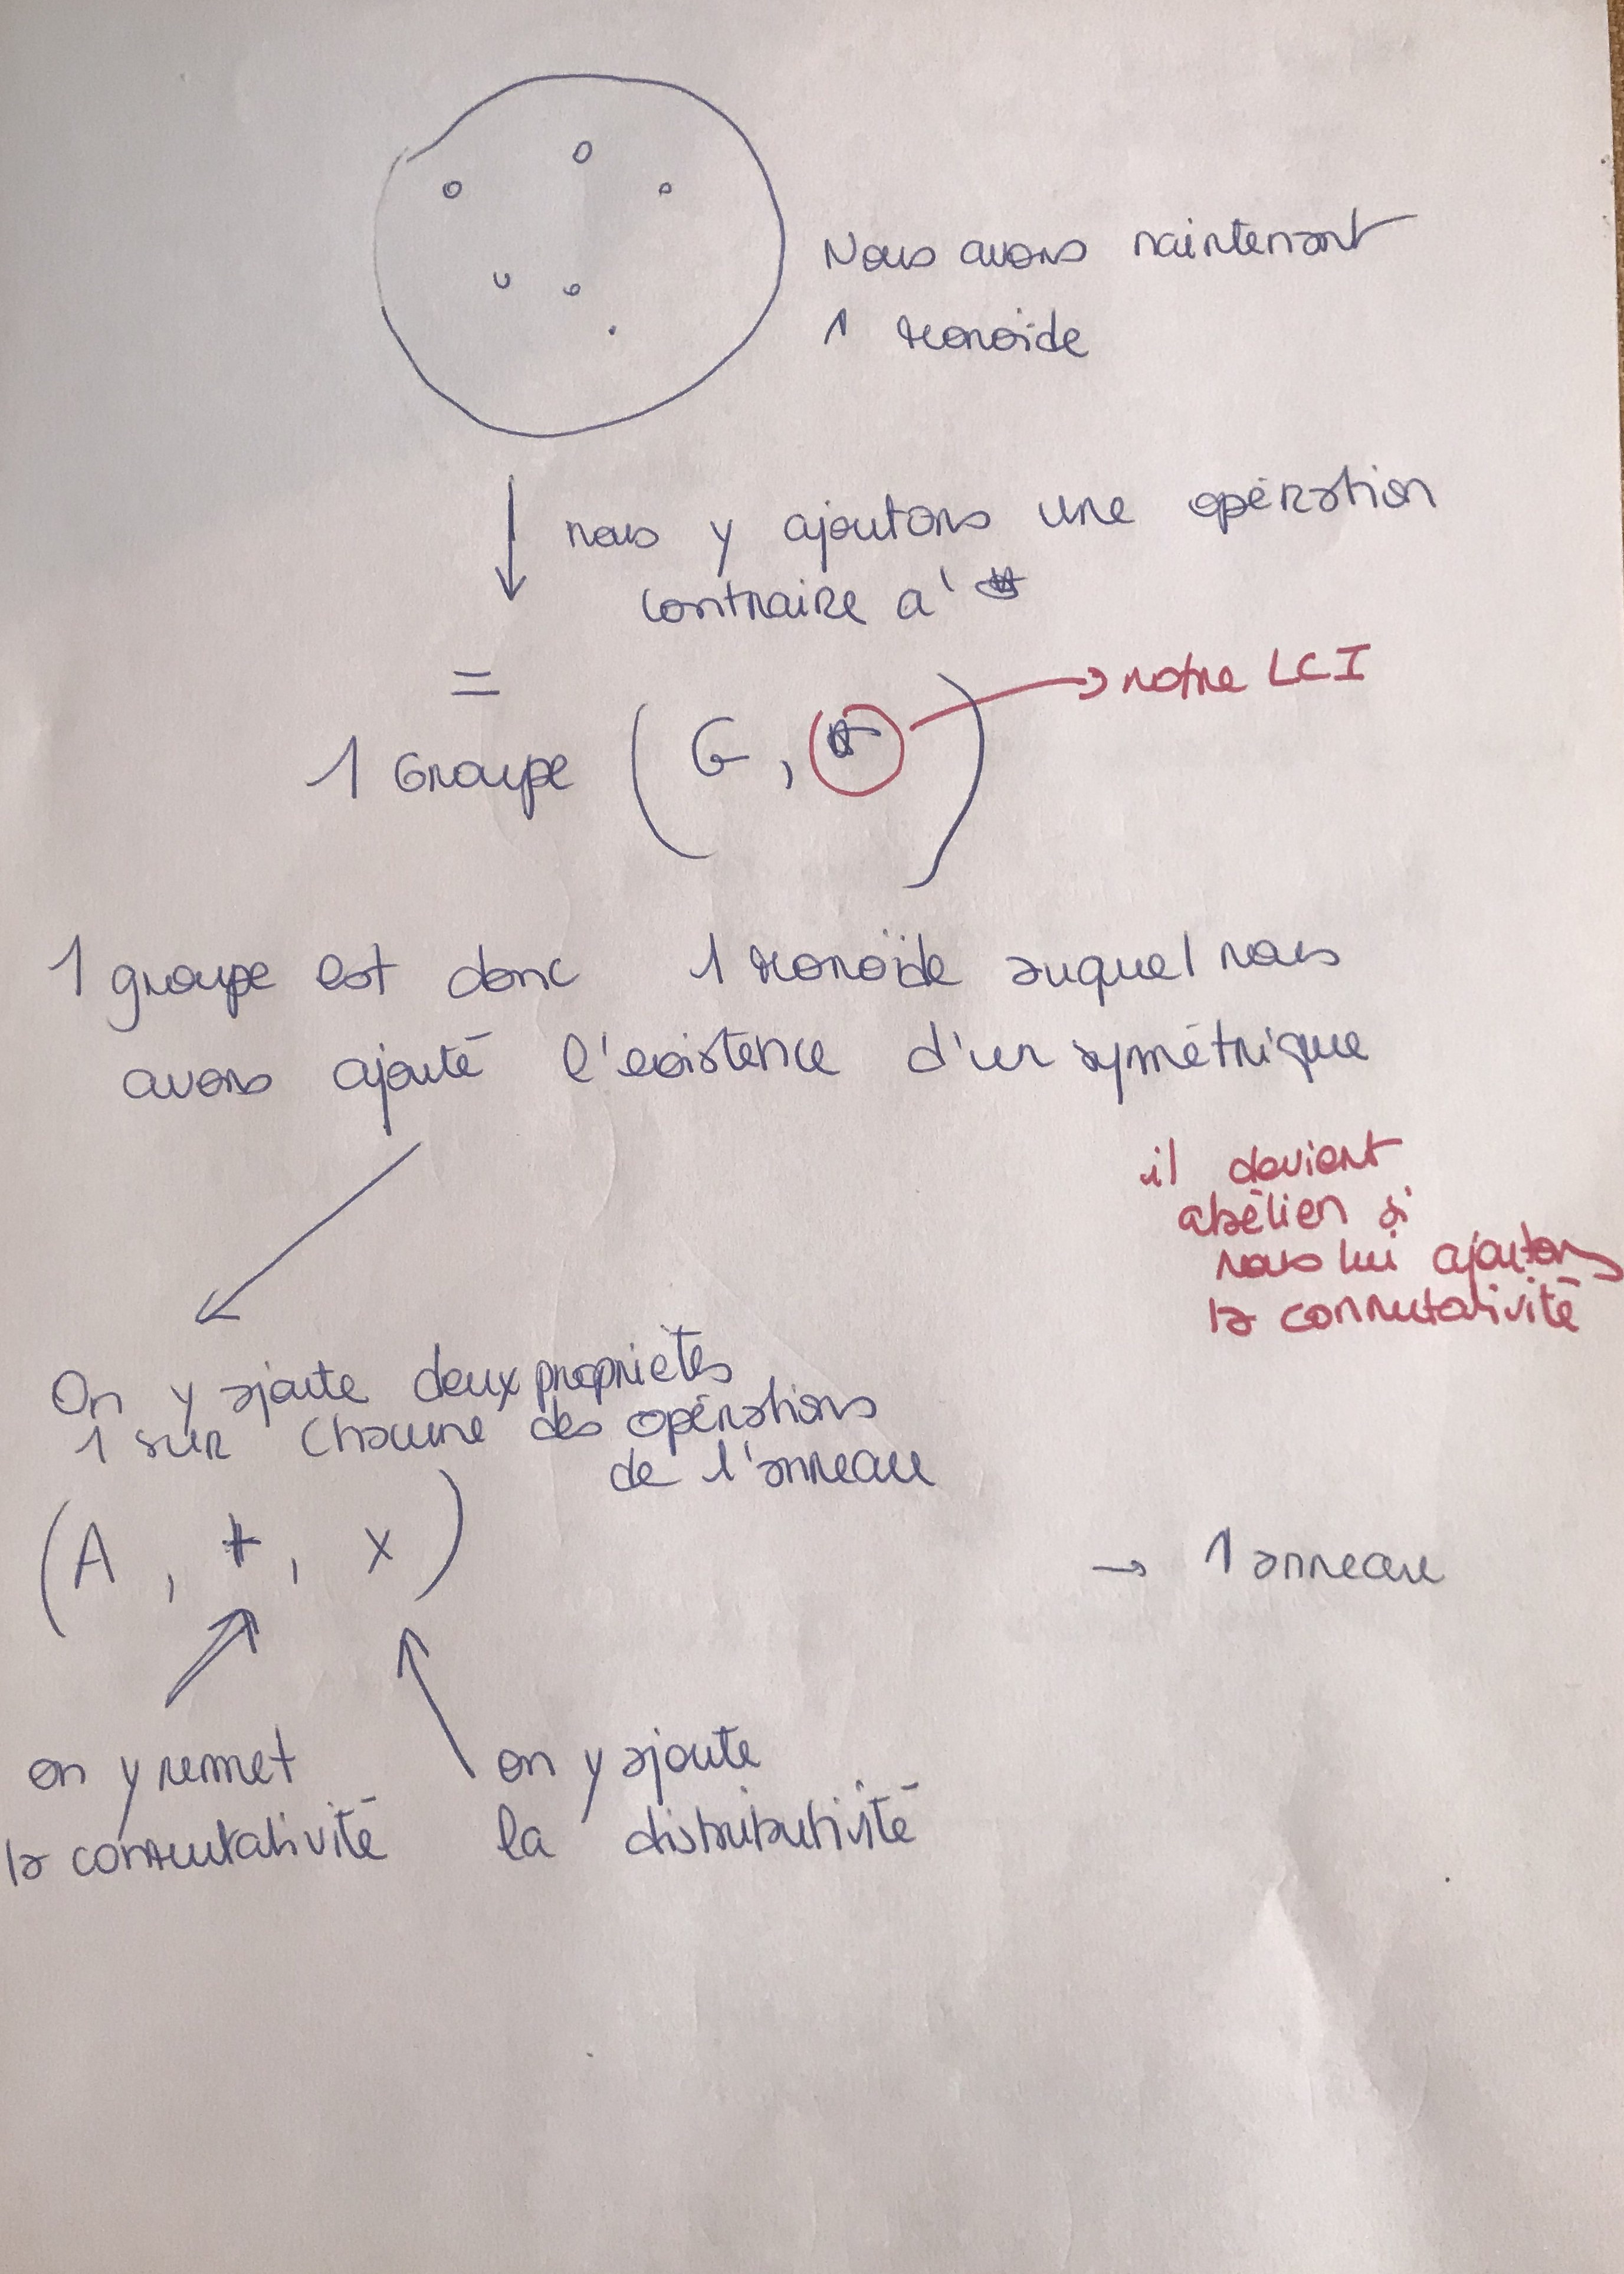 Nous avons maintenant
1 monoïde
nous y ajoutons une opération
contraire a' *
=
→ notre LCI
1 Groupe (G, *)
1 groupe est donc 1 monoïde auquel nous
avons ajouté l'existence d'un symétrique
il devient
abélien si
nous lui ajoutons
la commutativité
On y ajoute deux propriétés
1 sur chacune des opérations
de l'anneau
(A, +, x)
→ 1 anneau
on y remet
la commutativité
on y ajoute
la distributivité